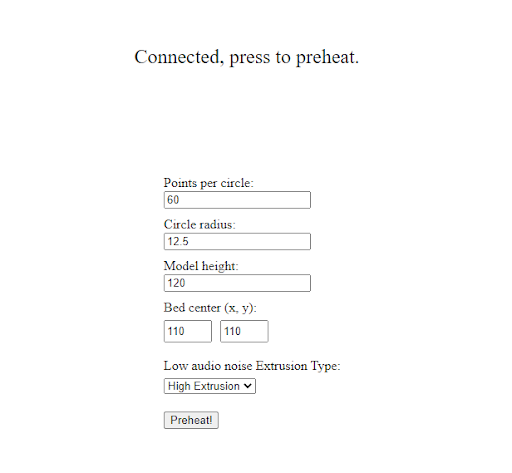 Connected, press to preheat.
Points per circle:
60
Circle radius:
12.5
Model height:
120
Bed center (x, y):
110 110
Low audio noise Extrusion Type:
High Extrusion
Preheat!